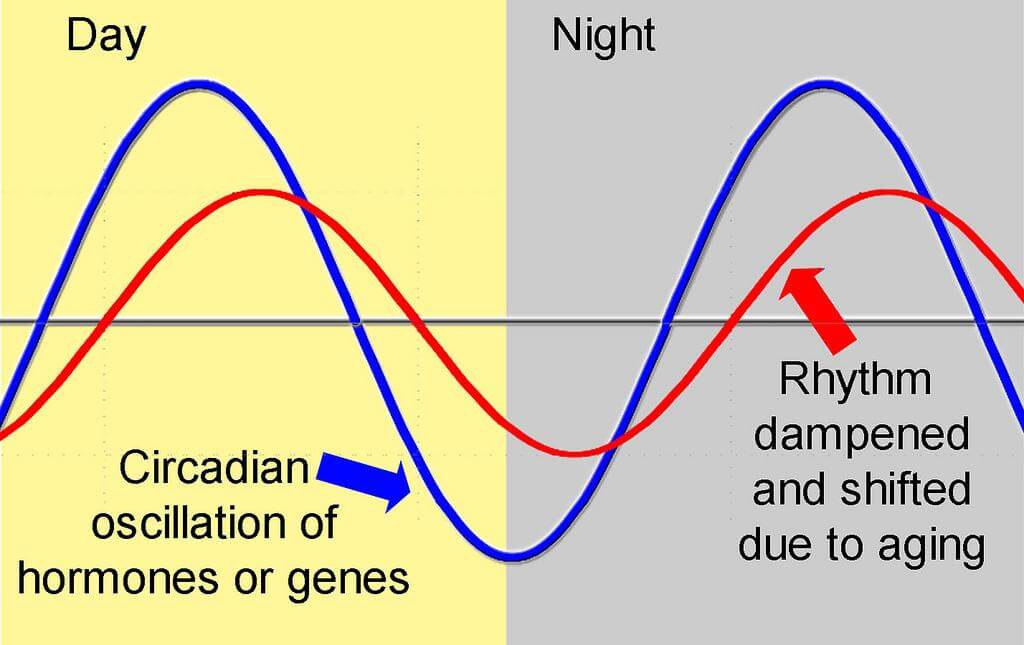 Day
Night
Circadian
oscillation of
hormones or genes
Rhythm
dampened
and shifted
due to aging